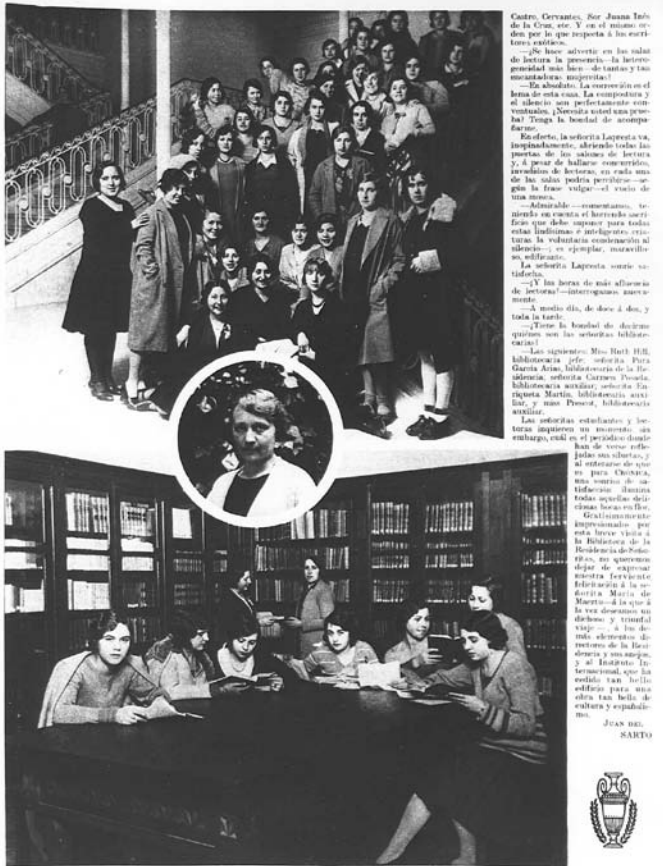 Castro, Cervantes, Sor Juana Inés
de la Cruz, etc. Y en el mismo or-
den por lo que respecta á los escri-
tores exóticos.
—¿Se hace advertir en las salas
de lectura la presencia—la hetero-
geneidad más bien—de tantas y tan
encantadoras mujercitas?
—En absoluto. La corrección es el
lema de esta casa. La compostura y
el silencio son perfectamente con-
ventuales. ¿Necesita usted una prue-
ba? Tenga la bondad de acompa-
ñarme.
En efecto, la señorita Lapresta va,
inopinadamente, abriendo todas las
puertas de los salones de lectura
y, á pesar de hallarse concurridos,
invadidos de lectoras, en cada una
de las salas podría percibirse—se-
gún la frase vulgar—el vuelo de
una mosca.
—Admirable—comentamos, te-
niendo en cuenta el horrendo sacri-
ficio que debe suponer para todas
estas lindísimas é inteligentes cria-
turas la voluntaria condenación al
silencio—; es ejemplar, maravillo-
so, edificante.
La señorita Lapresta sonríe sa-
tisfecha.
—¿Y las horas de más afluencia
de lectoras?—interrogamos nueva-
mente.
—A medio día, de doce á dos, y
toda la tarde.
—¿Tiene la bondad de decirme
quiénes son las señoritas bibliote-
carias?
—Las siguientes: Miss Ruth Hill,
bibliotecaria jefe; señorita Pura
García Arias, bibliotecaria de la Re-
sidencia; señorita Carmen Posada,
bibliotecaria auxiliar; señorita En-
riqueta Martín, bibliotecaria auxi-
liar, y miss Prescot, bibliotecaria
auxiliar.
Las señoritas estudiantes y lec-
toras inquieren un momento sin
embargo, cuál es el periódico donde
han de verse refle-
jadas sus siluetas, y
al enterarse de que
es para CRÓNICA,
una sonrisa de sa-
tisfacción ilumina
todas aquellas deli-
ciosas bocas en flor.
Gratísimamente
impresionados por
esta breve visita á
la Biblioteca de la
Residencia de Seño-
ritas, no queremos
dejar de expresar
nuestra ferviente
felicitación á la se-
ñorita María de
Maeztu—á la que á
la vez deseamos un
dichoso y triunfal
viaje—, á los de-
más elementos di-
rectores de la Resi-
dencia y sus anejos,
y al Instituto In-
ternacional, que ha
cedido tan bello
edificio para una
obra tan bella de
cultura y españolis-
mo.
JUAN DEL
SARTO